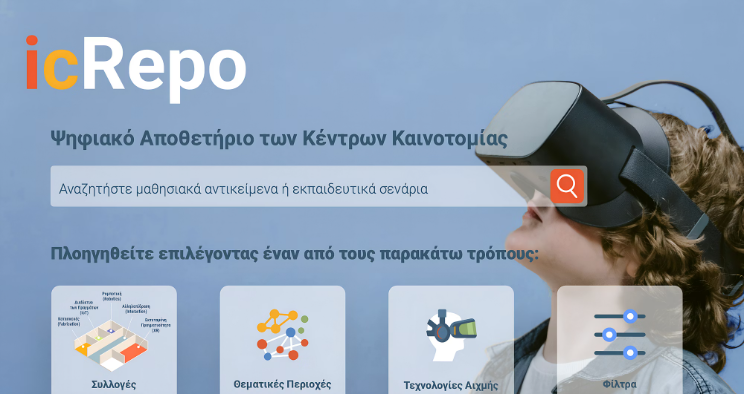 icRepo
Ψηφιακό Αποθετήριο των Κέντρων Καινοτομίας
Αναζητήστε μαθησιακά αντικείμενα ή εκπαιδευτικά σενάρια
Πλοηγηθείτε επιλέγοντας έναν από τους παρακάτω τρόπους:
Συλλογές
Θεματικές Περιοχές
Τεχνολογίες Αιχμής
Φίλτρα